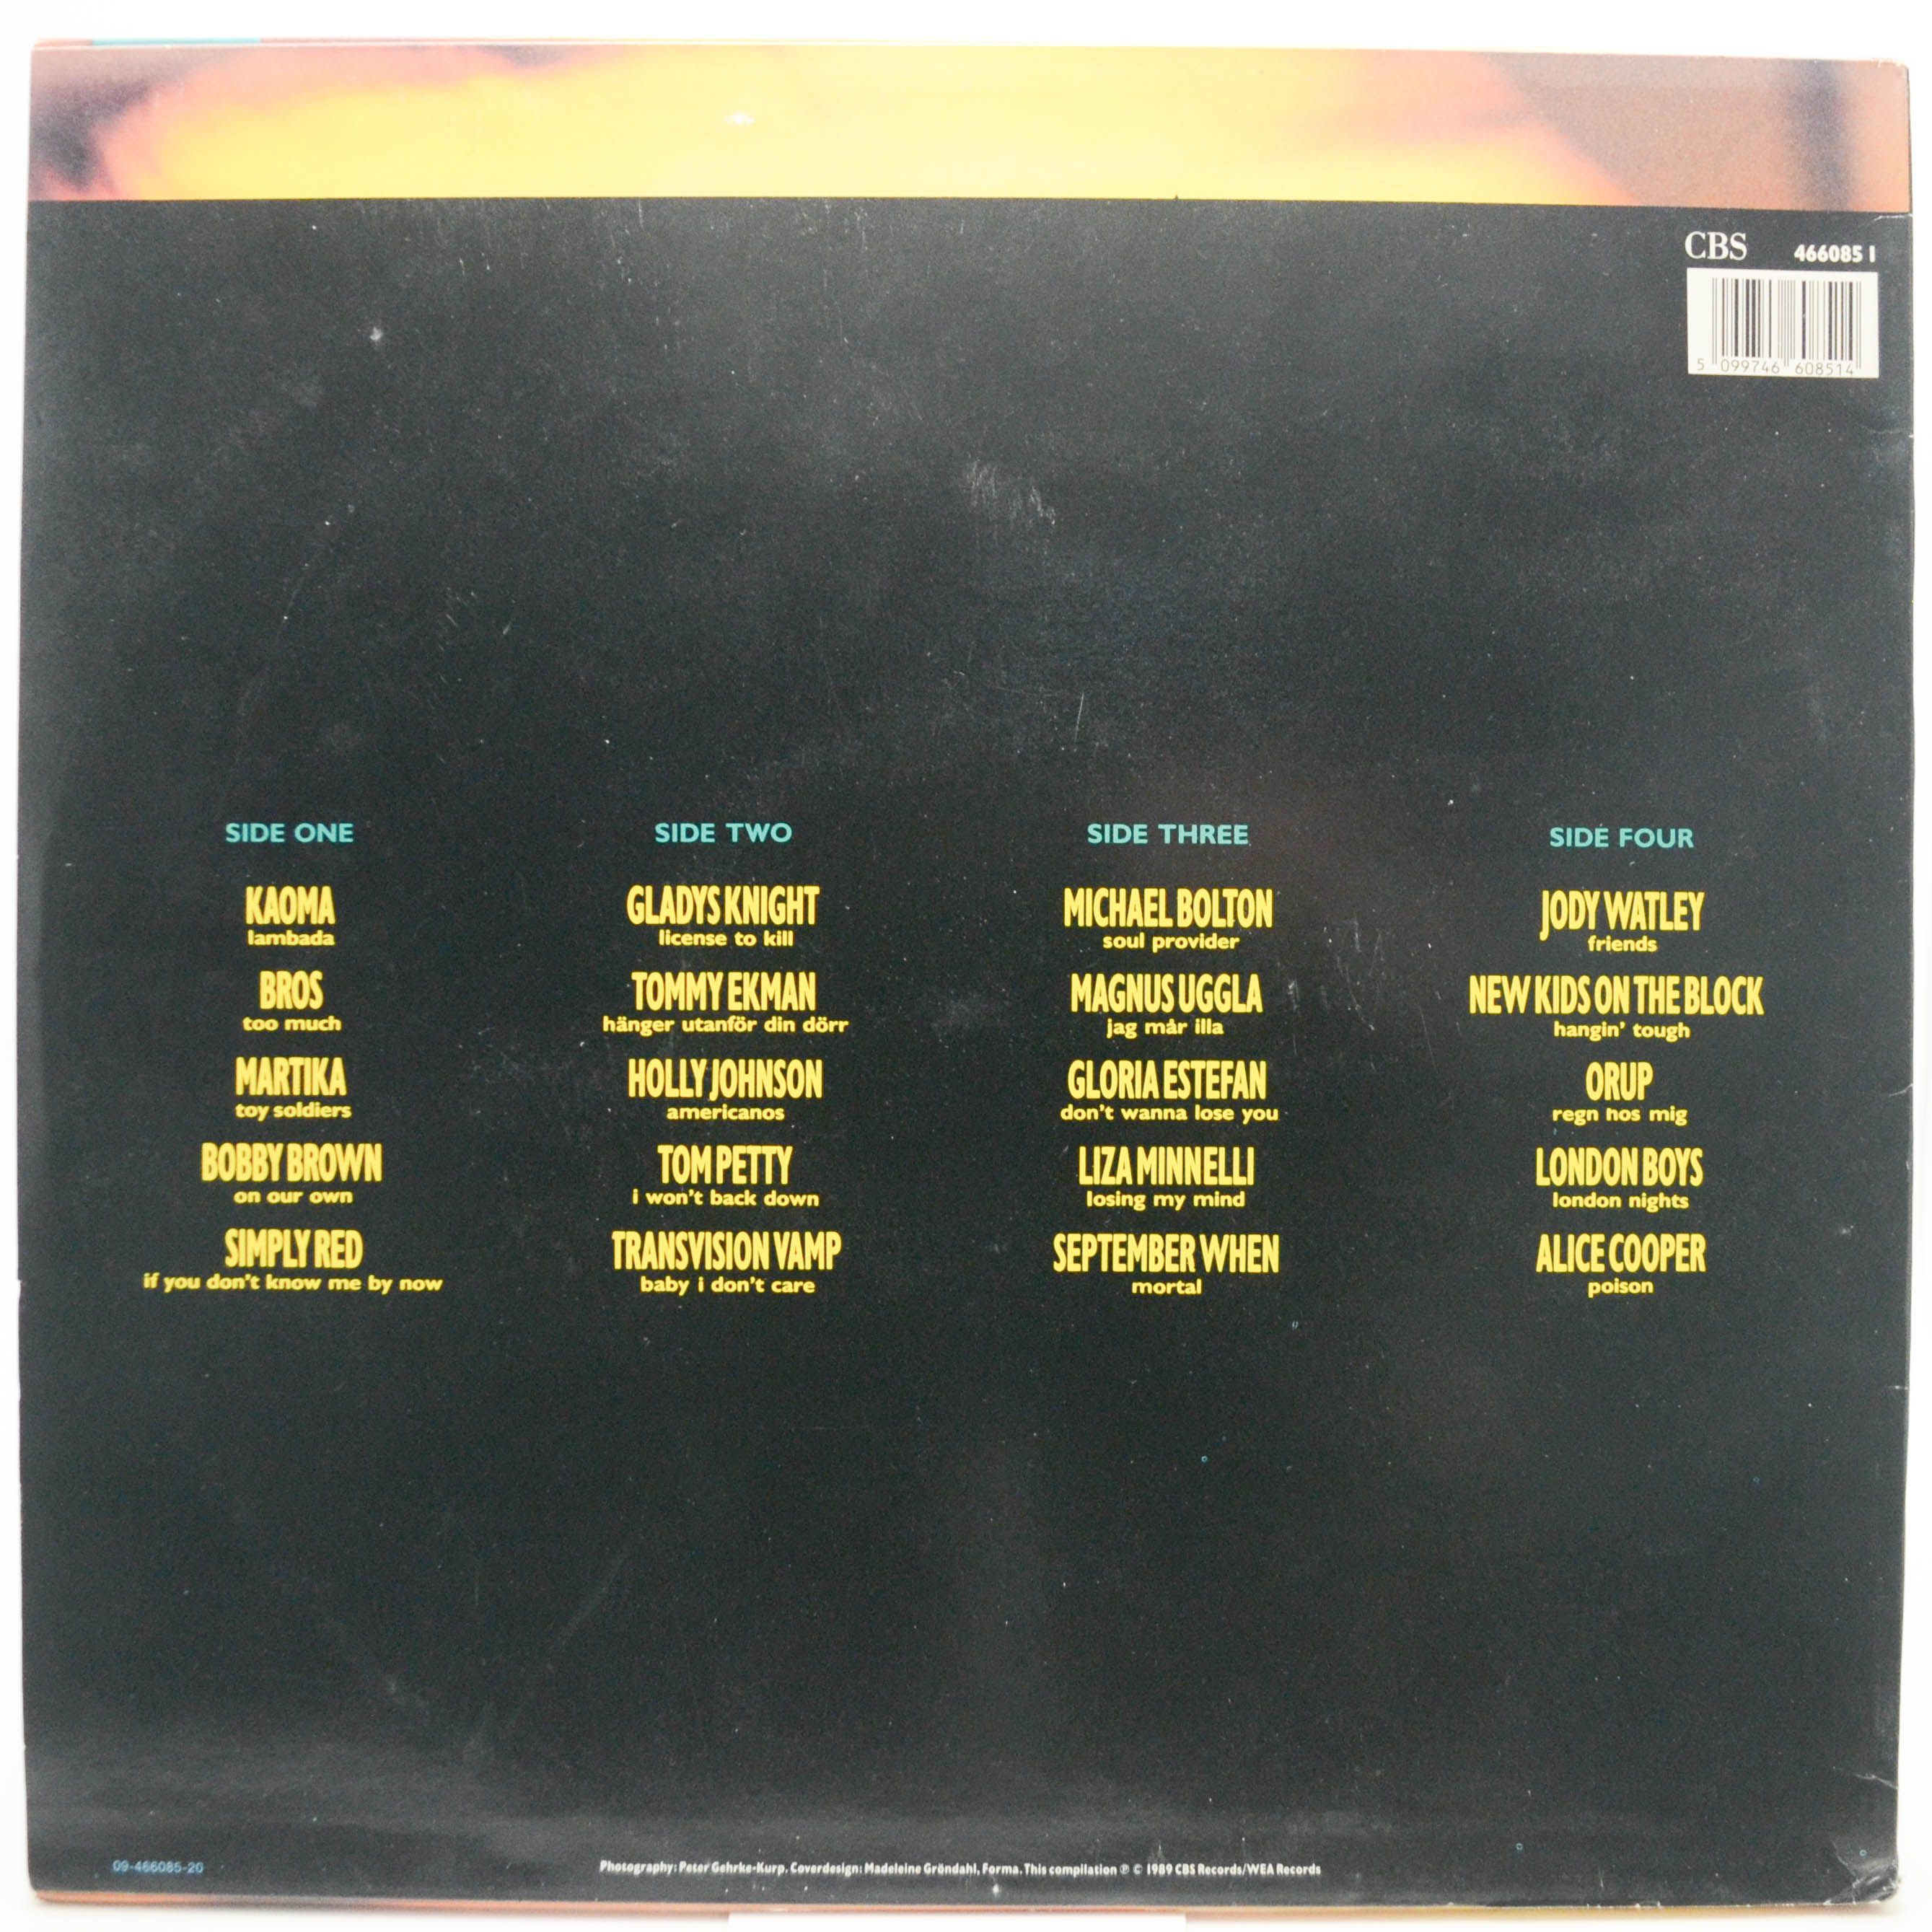 CBS 466085 1
5 099746 608514
SIDE ONE
KAOMA
lambada
BROS
too much
MARTIKA
toy soldiers
BOBBY BROWN
on our own
SIMPLY RED
if you don't know me by now
SIDE TWO
GLADYS KNIGHT
license to kill
TOMMY EKMAN
hänger utanför din dörr
HOLLY JOHNSON
americanos
TOM PETTY
i won't back down
TRANSVISION VAMP
baby i don't care
SIDE THREE
MICHAEL BOLTON
soul provider
MAGNUS UGGLA
jag mår illa
GLORIA ESTEFAN
don't wanna lose you
LIZA MINNELLI
losing my mind
SEPTEMBER WHEN
mortal
SIDE FOUR
JODY WATLEY
friends
NEW KIDS ON THE BLOCK
hangin' tough
ORUP
regn hos mig
LONDON BOYS
london nights
ALICE COOPER
poison
09-466085-20
Photography: Peter Gehrke-Kurp. Coverdesign: Madeleine Gröndahl, Forma. This compilation ℗ © 1989 CBS Records/WEA Records